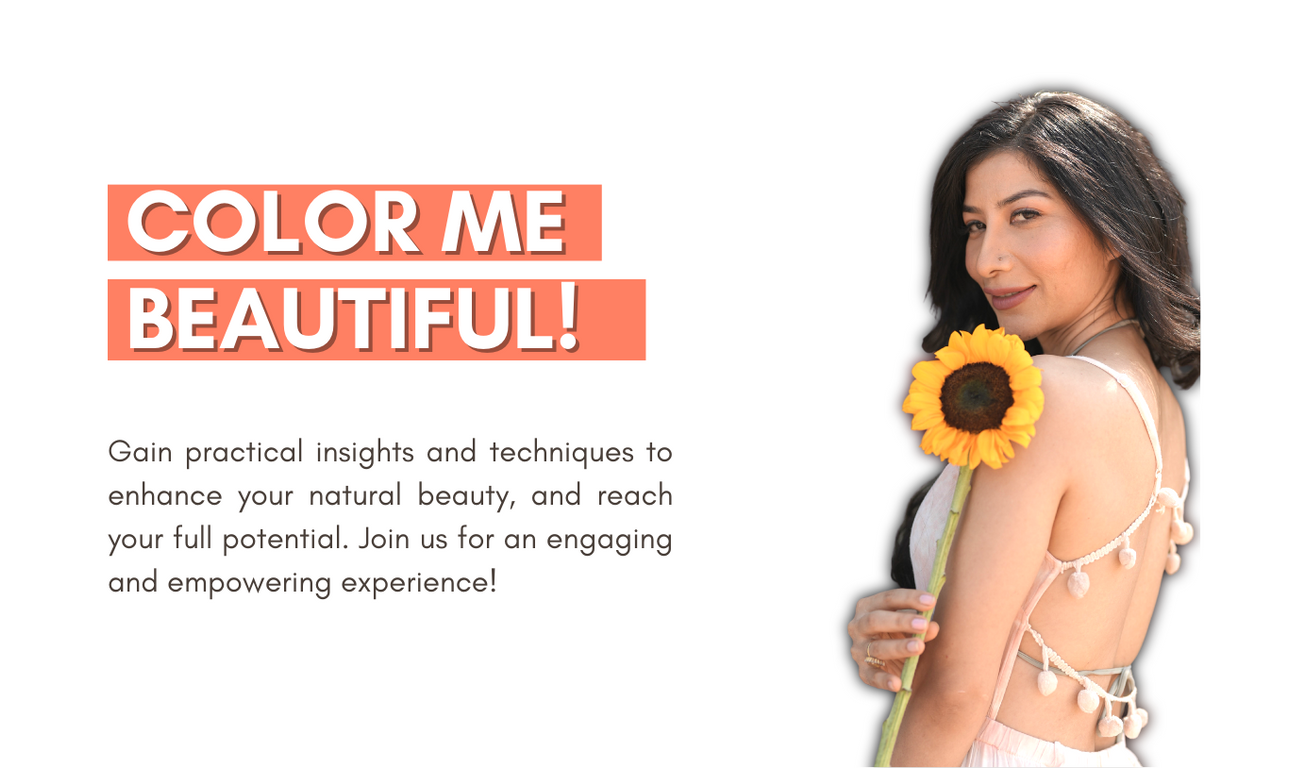 COLOR ME
BEAUTIFUL!
Gain practical insights and techniques to
enhance your natural beauty, and reach
your full potential. Join us for an engaging
and empowering experience!